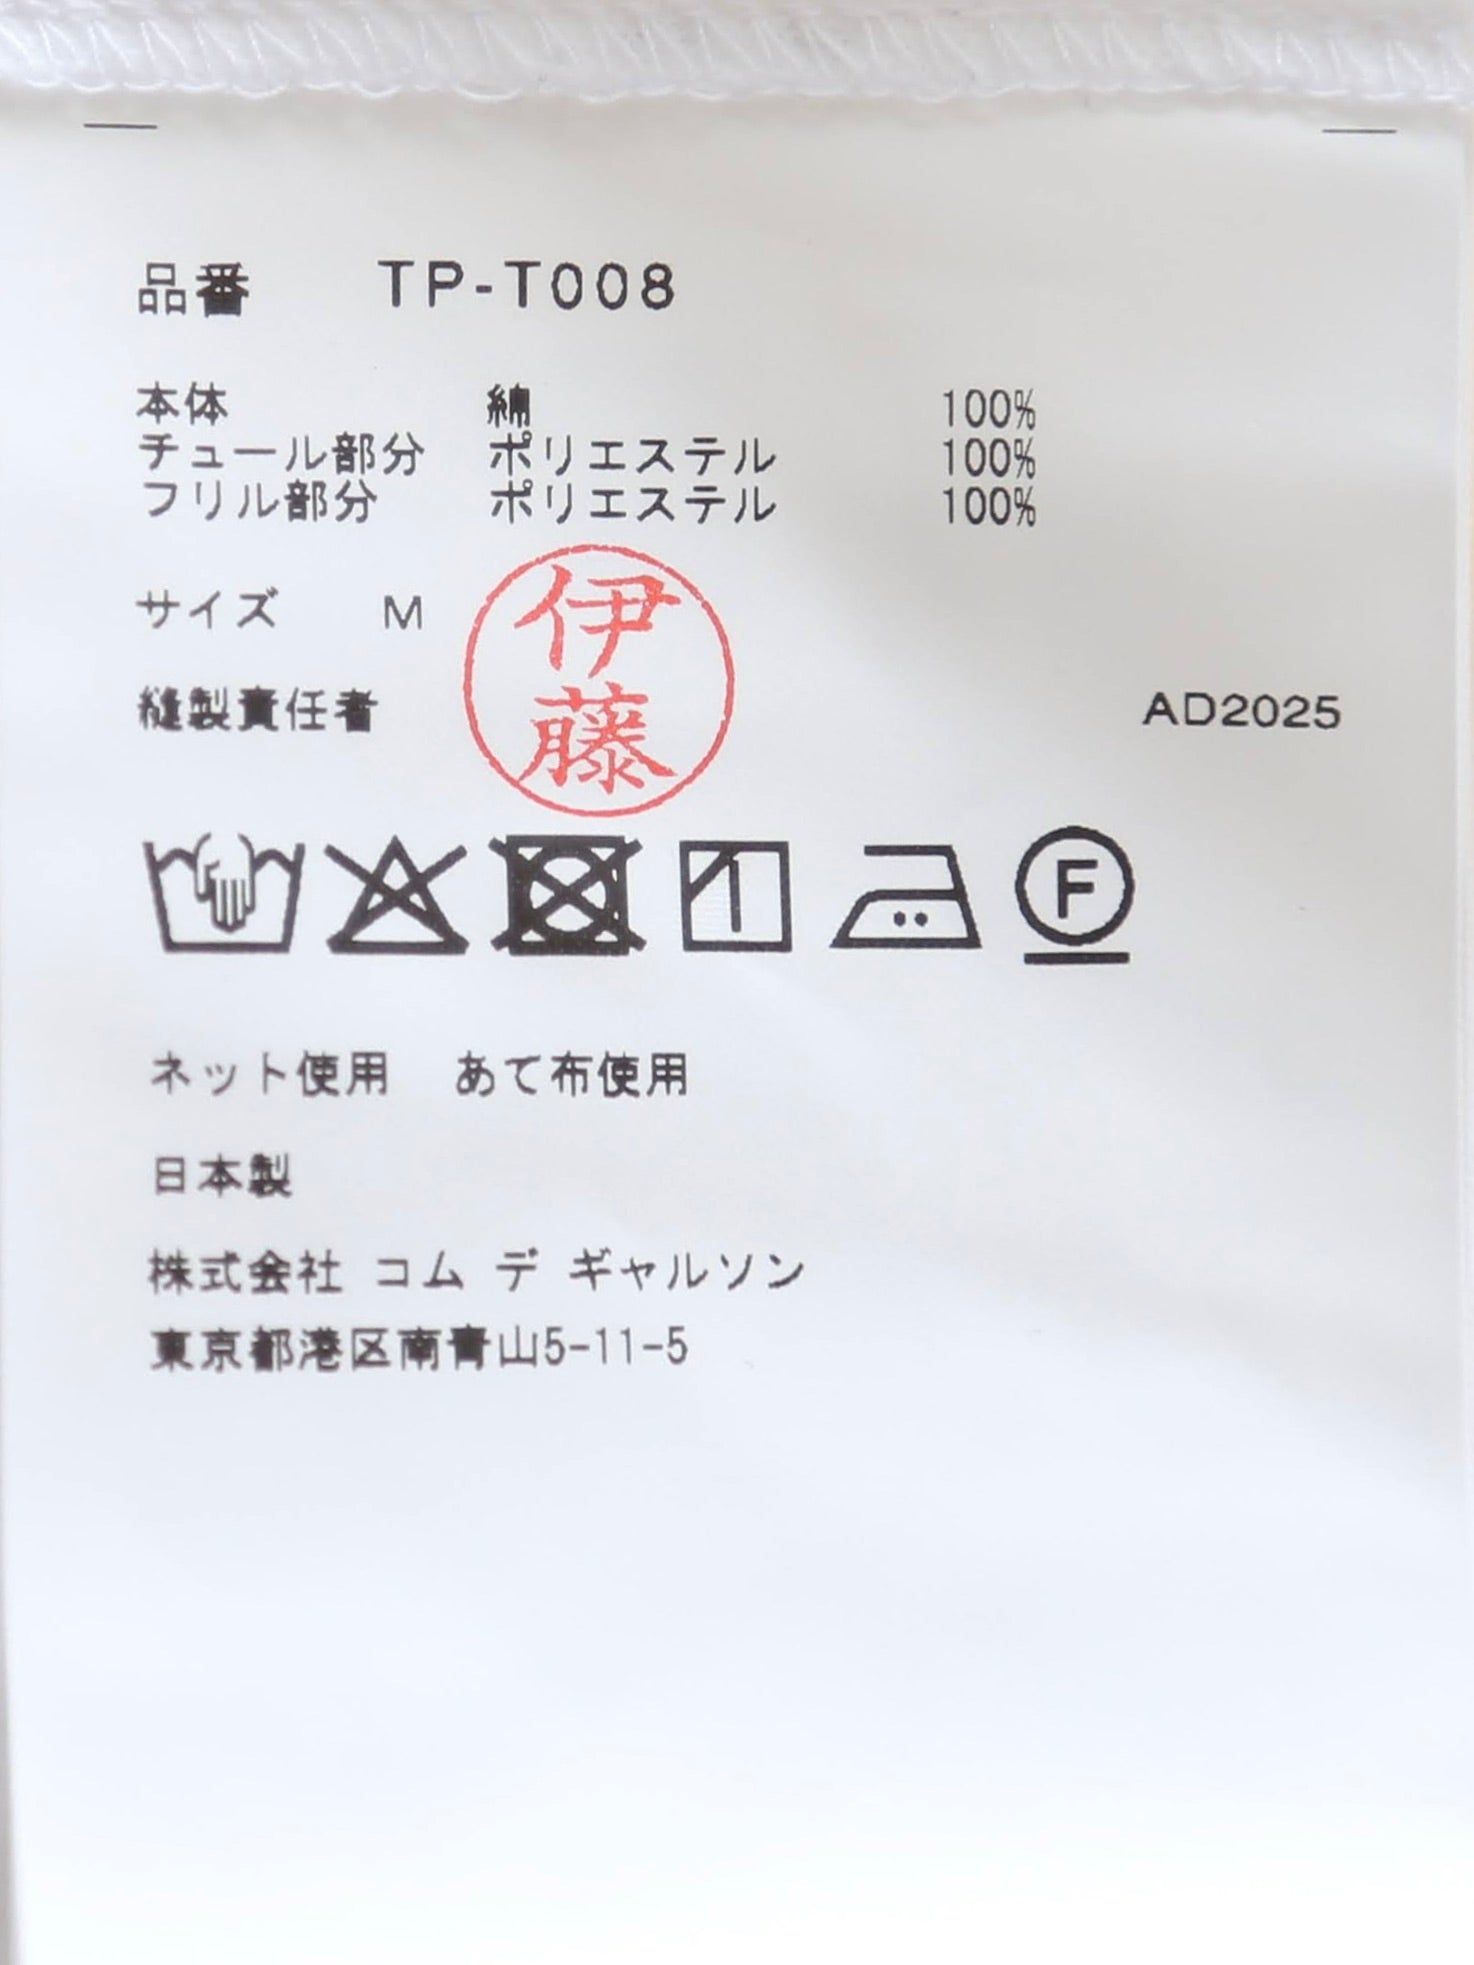 品番 TP-T008
本体 綿 100%
チュール部分 ポリエステル 100%
フリル部分 ポリエステル 100%
サイズ M
伊藤
縫製責任者 AD2025
F
ネット使用 あて布使用
日本製
株式会社 コム デ ギャルソン
東京都港区南青山5-11-5